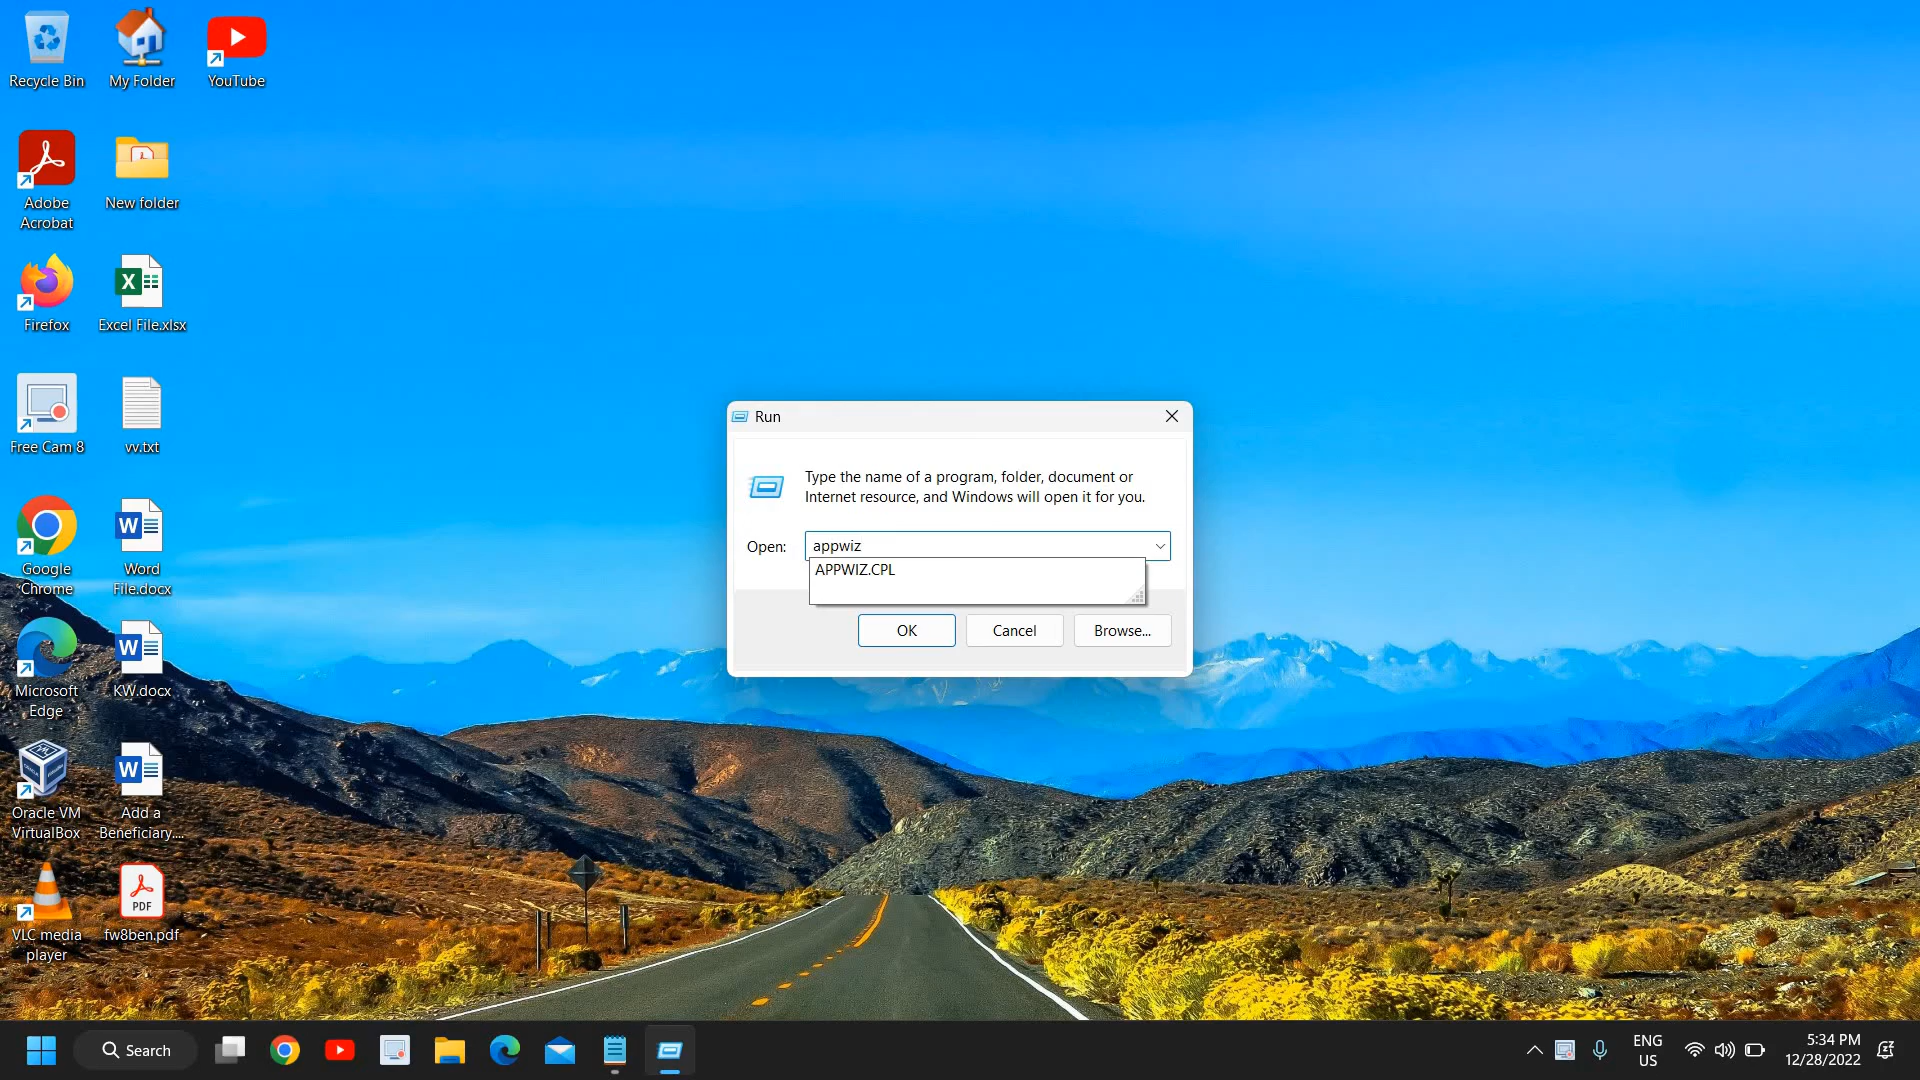 Recycle Bin
My Folder
YouTube
Adobe
Acrobat
New folder
Firefox
Excel File.xlsx
Free Cam 8
vv.txt
Google
Chrome
Word
File.docx
Microsoft
Edge
KW.docx
Oracle VM
VirtualBox
Add a
Beneficiary....
VLC media
player
PDF
fw8ben.pdf
Run
Type the name of a program, folder, document or
Internet resource, and Windows will open it for you.
Open:
appwiz
APPWIZ.CPL
OK
Cancel
Browse...
Search
ENG
US
5:34 PM
12/28/2022